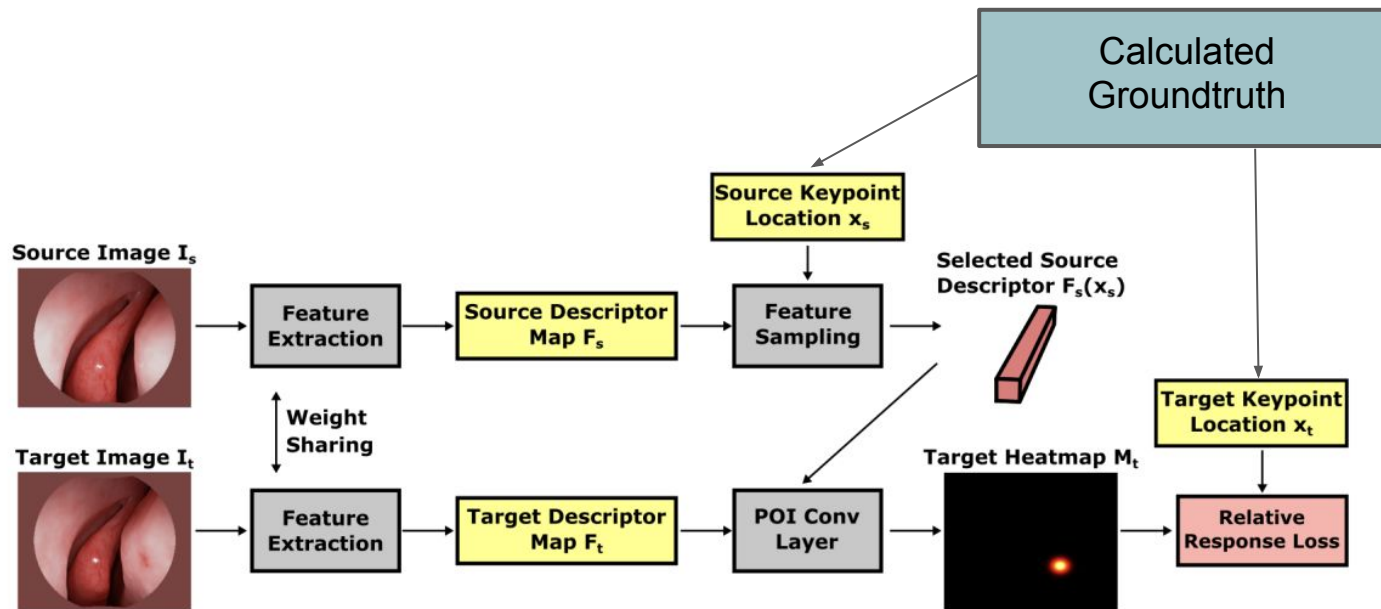 Calculated
Groundtruth
Source Keypoint
Location xₛ
Source Image Iₛ
Selected Source
Descriptor Fₛ(xₛ)
Feature
Extraction
Source Descriptor
Map Fₛ
Feature
Sampling
Weight
Sharing
Target Keypoint
Location xₜ
Target Image Iₜ
Target Heatmap Mₜ
Feature
Extraction
Target Descriptor
Map Fₜ
POI Conv
Layer
Relative
Response Loss